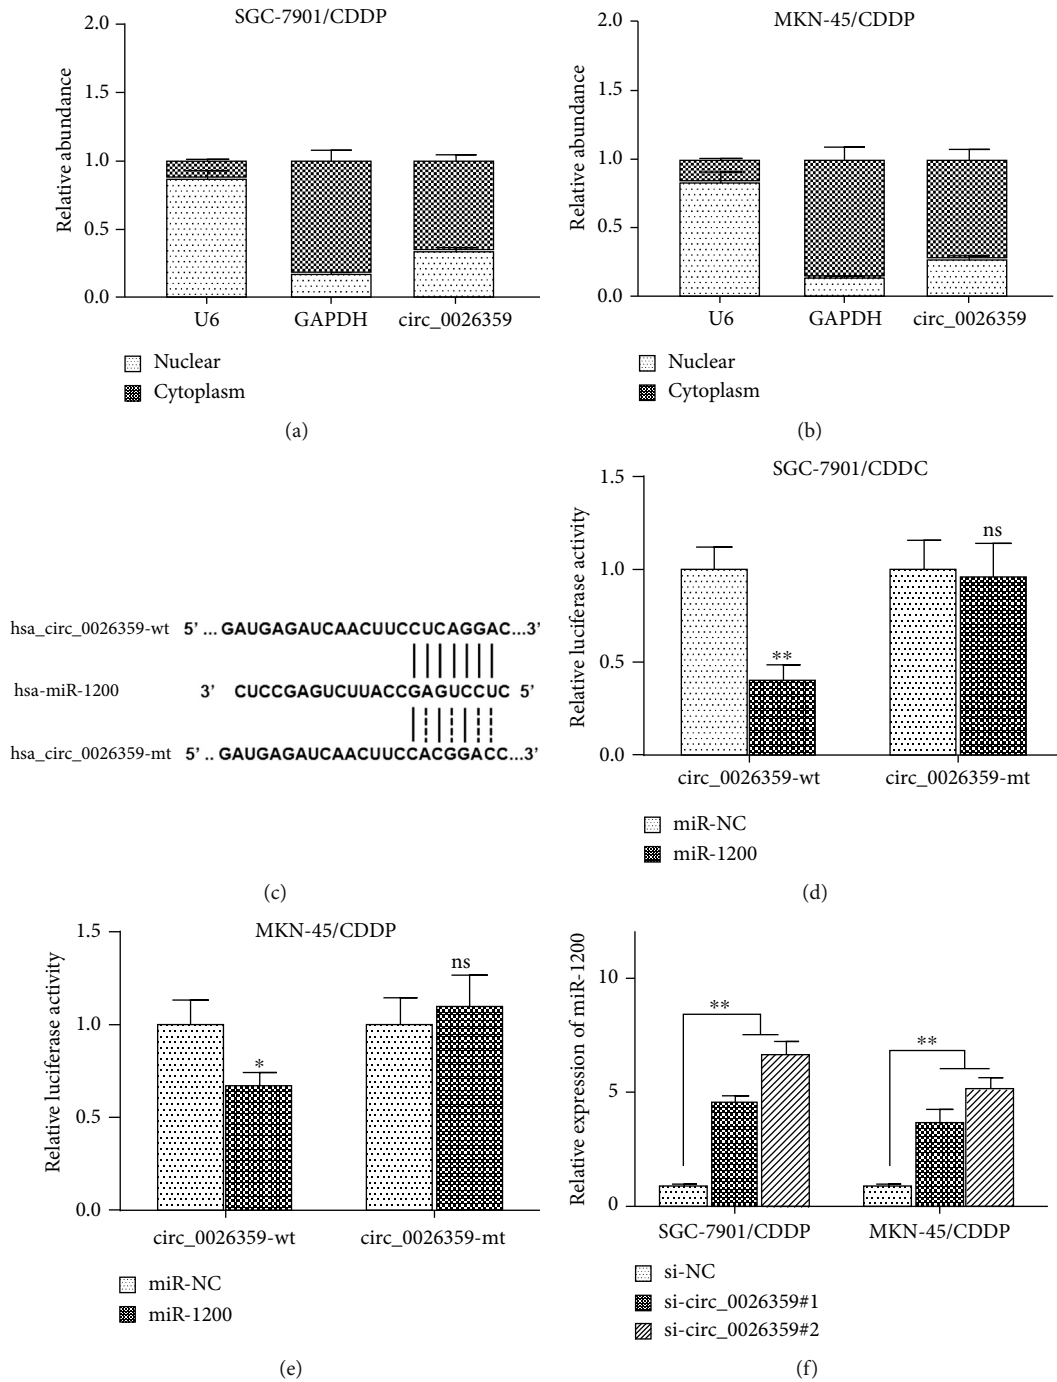 SGC-7901/CDDP
Relative abundance
2.0
1.5
1.0
0.5
0.0
U6 GAPDH circ_0026359
Nuclear
Cytoplasm
(a)
MKN-45/CDDP
Relative abundance
2.0
1.5
1.0
0.5
0.0
U6 GAPDH circ_0026359
Nuclear
Cytoplasm
(b)
hsa_circ_0026359-wt 5’ ... GAUGAGAUCAACUUCCUCAGGAC...3’
hsa-miR-1200 3’ CUCCGAGUCUUACCGAGUCCUC 5’
hsa_circ_0026359-mt 5’ .. GAUGAGAUCAACUUCCACGGACC...3’
(c)
SGC-7901/CDDC
Relative luciferase activity
1.5
1.0
0.5
0.0
**
ns
circ_0026359-wt circ_0026359-mt
miR-NC
miR-1200
(d)
MKN-45/CDDP
Relative luciferase activity
1.5
1.0
0.5
0.0
*
ns
circ_0026359-wt circ_0026359-mt
miR-NC
miR-1200
(e)
Relative expression of miR-1200
10
5
0
**
**
SGC-7901/CDDP MKN-45/CDDP
si-NC
si-circ_0026359#1
si-circ_0026359#2
(f)